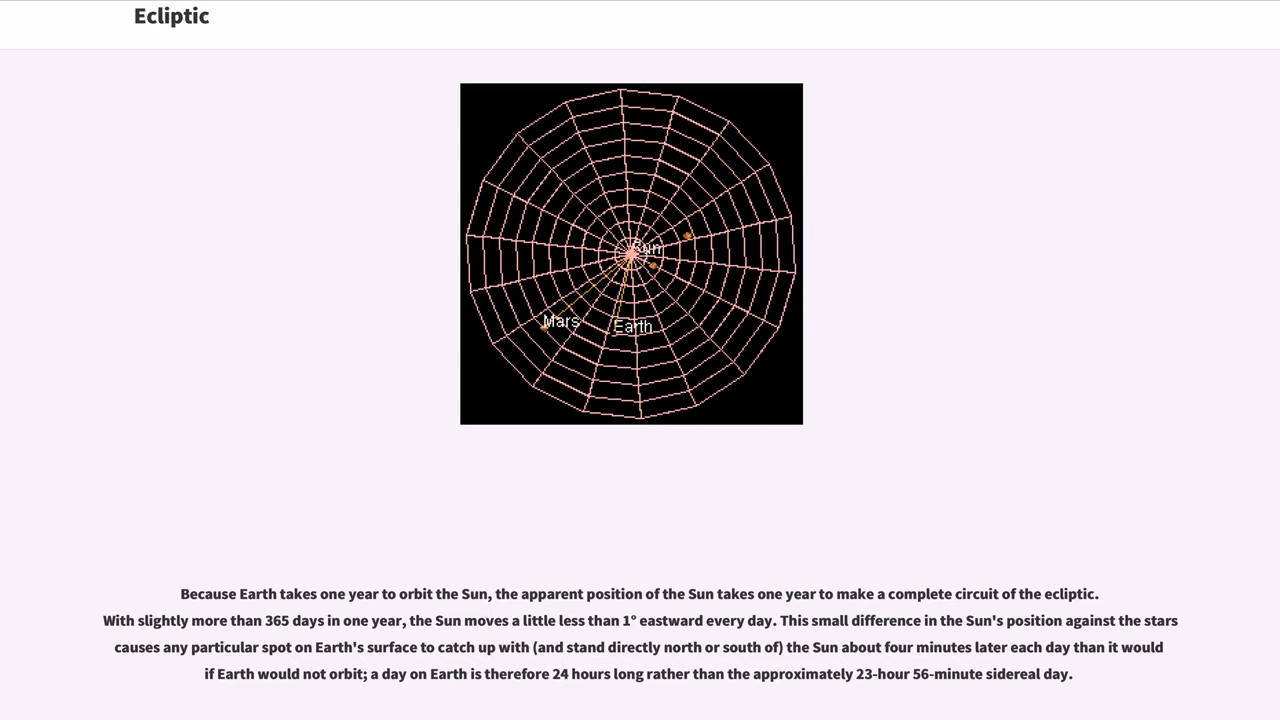 Ecliptic
Sun
Mars
Earth
Because Earth takes one year to orbit the Sun, the apparent position of the Sun takes one year to make a complete circuit of the ecliptic.
With slightly more than 365 days in one year, the Sun moves a little less than 1° eastward every day. This small difference in the Sun's position against the stars
causes any particular spot on Earth's surface to catch up with (and stand directly north or south of) the Sun about four minutes later each day than it would
if Earth would not orbit; a day on Earth is therefore 24 hours long rather than the approximately 23-hour 56-minute sidereal day.